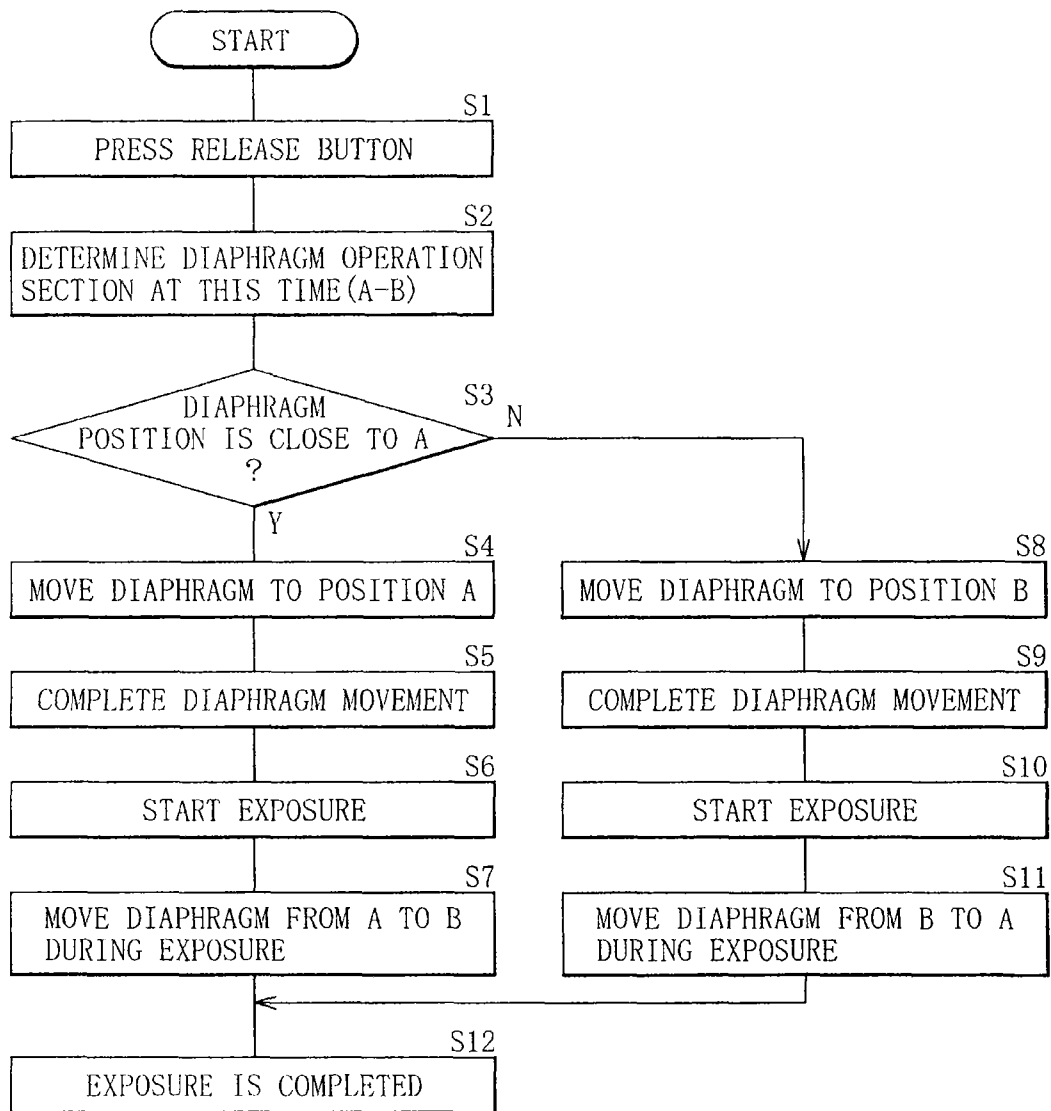 START
S1
PRESS RELEASE BUTTON
S2
DETERMINE DIAPHRAGM OPERATION
SECTION AT THIS TIME(A-B)
S3
DIAPHRAGM
POSITION IS CLOSE TO A
?
N
Y
S4
MOVE DIAPHRAGM TO POSITION A
S8
MOVE DIAPHRAGM TO POSITION B
S5
COMPLETE DIAPHRAGM MOVEMENT
S9
COMPLETE DIAPHRAGM MOVEMENT
S6
START EXPOSURE
S10
START EXPOSURE
S7
MOVE DIAPHRAGM FROM A TO B
DURING EXPOSURE
S11
MOVE DIAPHRAGM FROM B TO A
DURING EXPOSURE
S12
EXPOSURE IS COMPLETED